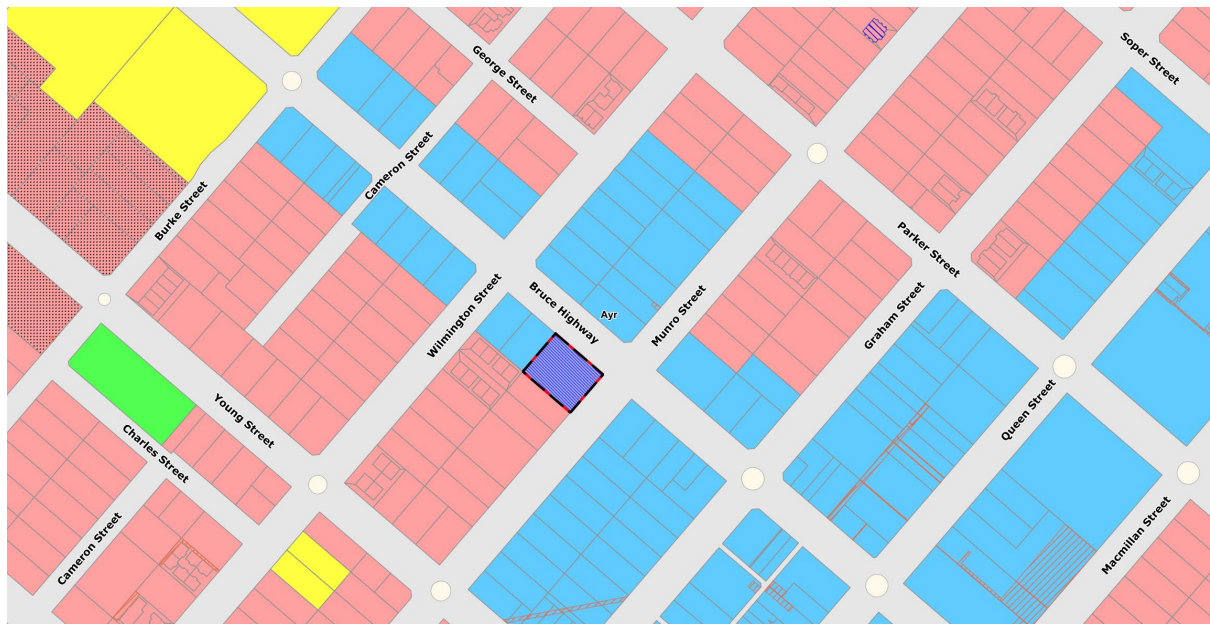 Soper Street
George Street
Cameron Street
Burke Street
Parker Street
Bruce Highway
Ayr
Wilmington Street
Munro Street
Graham Street
Young Street
Queen Street
Charles Street
Cameron Street
Macmillan Street